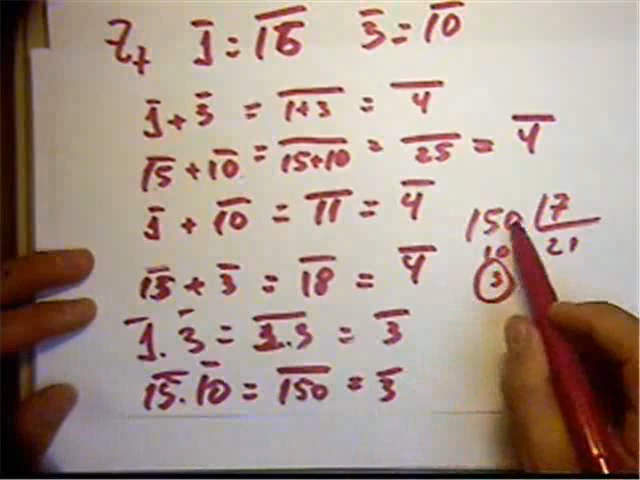 Z₇ 1̄ = 1̄5̄ 3̄ = 1̄0̄
1̄ + 3̄ = 1̄+̄3̄ = 4̄
1̄5̄ + 1̄0̄ = 1̄5̄+̄1̄0̄ = 2̄5̄ = 4̄
1̄ + 1̄0̄ = 1̄1̄ = 4̄
1̄5̄ + 3̄ = 1̄8̄ = 4̄
1̄ . 3̄ = 1̄.̄3̄ = 3̄
1̄5̄ . 1̄0̄ = 1̄5̄0̄ = 3̄
150 | 7
10 21
3